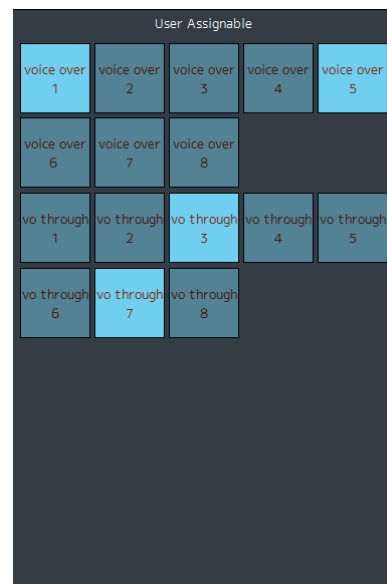 User Assignable
voice over voice over voice over voice over voice over
1 2 3 4 5
voice over voice over voice over
6 7 8
vo through vo through vo through vo through vo through
1 2 3 4 5
vo through vo through vo through
6 7 8